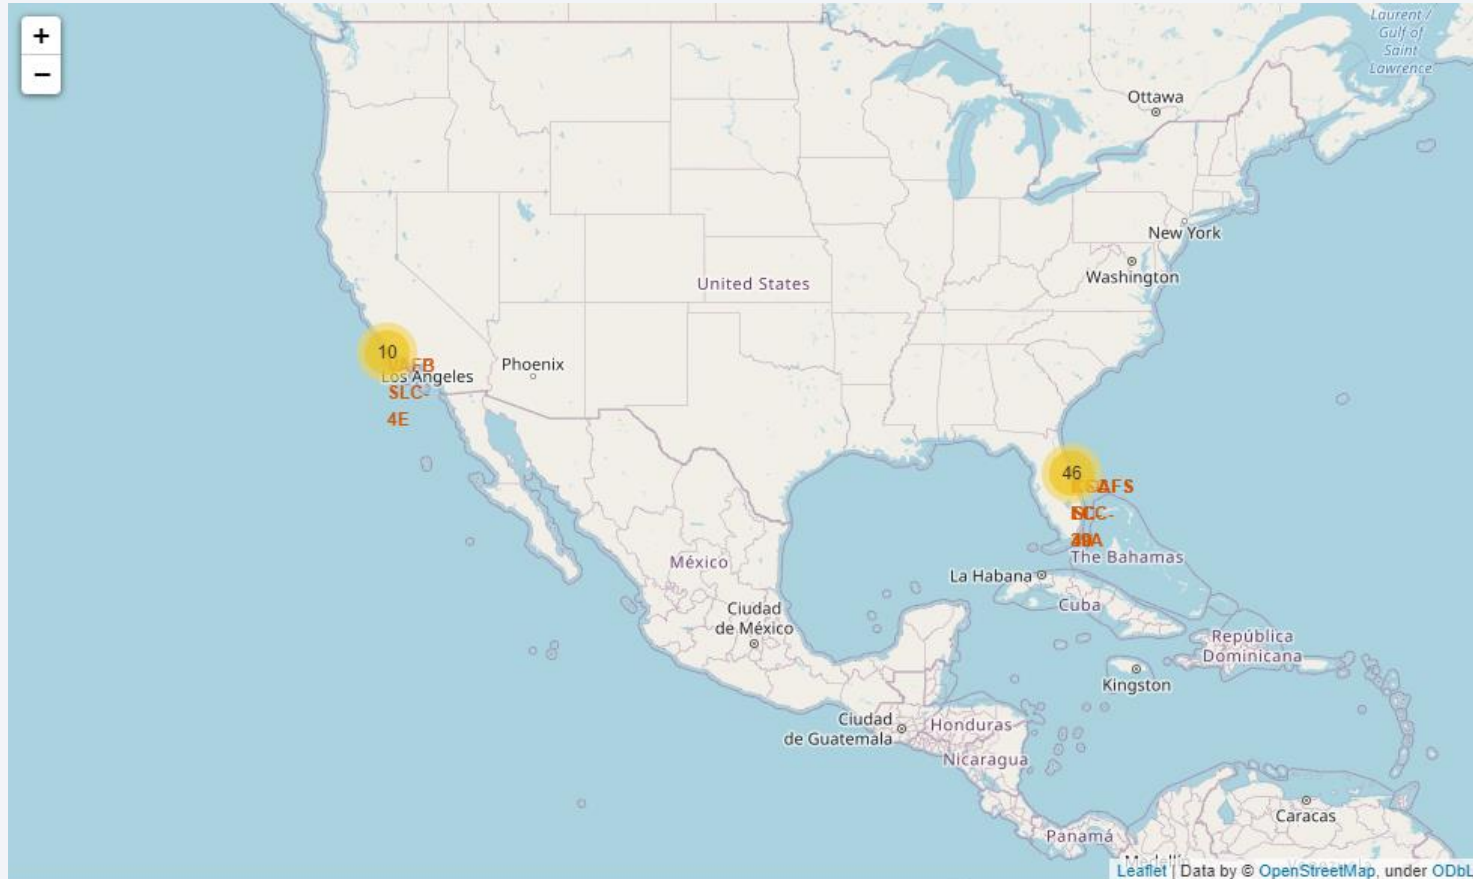 +
−
Laurent /
Gulf of
Saint
Lawrence
Ottawa
New York
Washington
United States
10
Los Angeles
Phoenix
SLC-
4E
46
AFS
The Bahamas
México
La Habana
Cuba
Ciudad
de México
República
Dominicana
Kingston
Ciudad
de Guatemala
Honduras
Nicaragua
Caracas
Panamá
Leaflet | Data by © OpenStreetMap, under ODbL